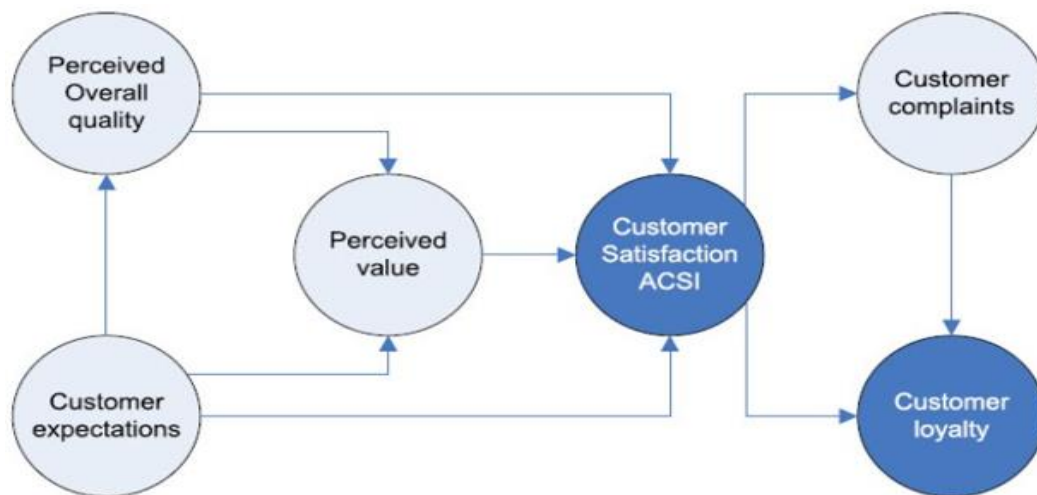 Perceived
Overall
quality
Customer
complaints
Perceived
value
Customer
Satisfaction
ACSI
Customer
expectations
Customer
loyalty